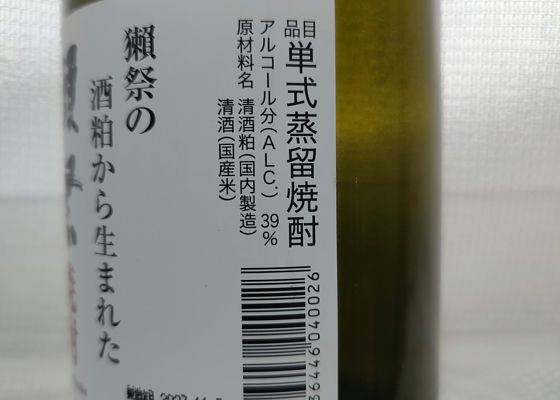 品目
単式蒸留焼酎
アルコール分(ALC.) 39%
原材料名 清酒粕(国内製造)
清酒(国産米)
獺祭の
酒粕から生まれた
36446040026